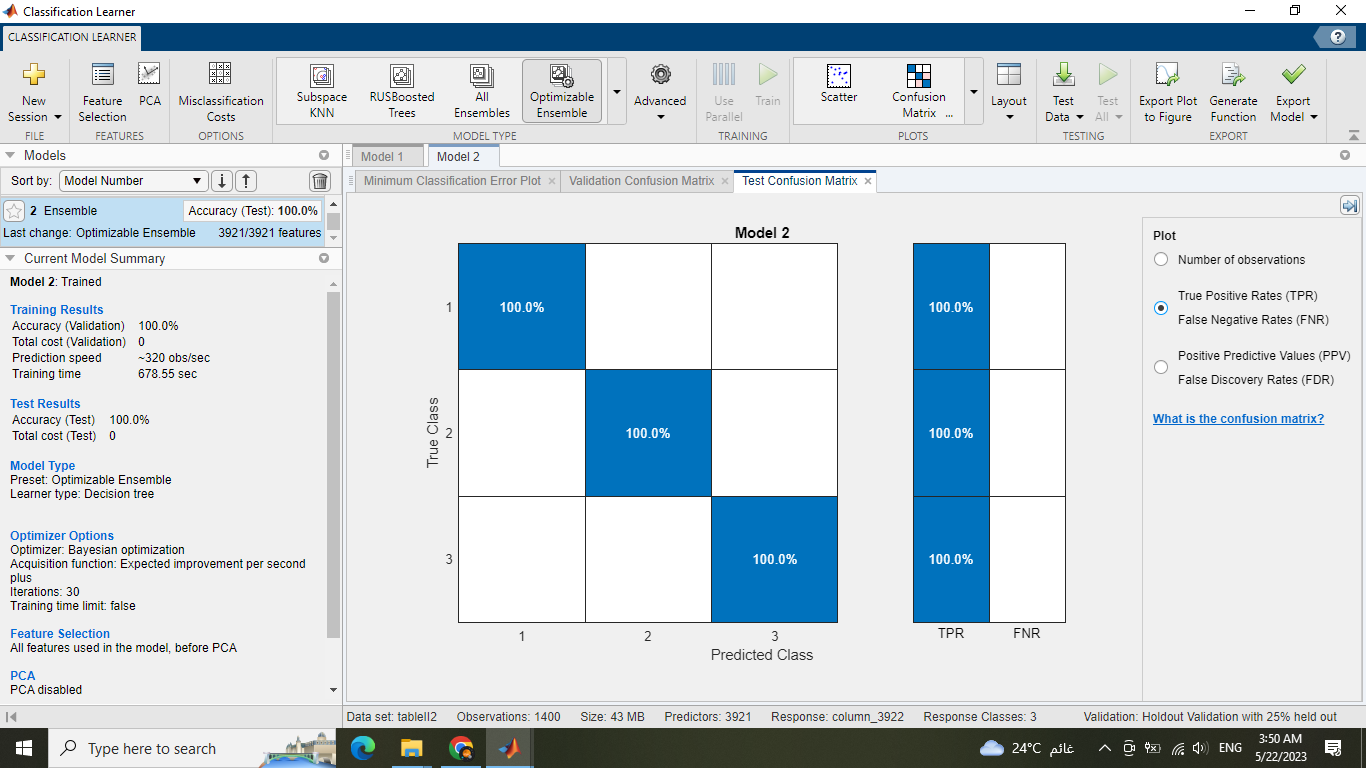 Classification Learner
CLASSIFICATION LEARNER
New Session
FILE
Feature Selection
PCA
FEATURES
Misclassification Costs
OPTIONS
Subspace KNN
RUSBoosted Trees
All Ensembles
Optimizable Ensemble
MODEL TYPE
Advanced
Use Parallel
Train
TRAINING
Scatter
Confusion Matrix ...
PLOTS
Layout
Test Data
Test All
TESTING
Export Plot to Figure
Generate Function
Export Model
EXPORT
Models
Sort by: Model Number
2 Ensemble Accuracy (Test): 100.0%
Last change: Optimizable Ensemble 3921/3921 features
Current Model Summary
Model 2: Trained
Training Results
Accuracy (Validation) 100.0%
Total cost (Validation) 0
Prediction speed ~320 obs/sec
Training time 678.55 sec
Test Results
Accuracy (Test) 100.0%
Total cost (Test) 0
Model Type
Preset: Optimizable Ensemble
Learner type: Decision tree
Optimizer Options
Optimizer: Bayesian optimization
Acquisition function: Expected improvement per second
plus
Iterations: 30
Training time limit: false
Feature Selection
All features used in the model, before PCA
PCA
PCA disabled
Model 1 Model 2
Minimum Classification Error Plot Validation Confusion Matrix Test Confusion Matrix
Model 2
True Class
1 100.0% 100.0%
2 100.0% 100.0%
3 100.0% 100.0%
1 2 3 TPR FNR
Predicted Class
Plot
Number of observations
True Positive Rates (TPR)
False Negative Rates (FNR)
Positive Predictive Values (PPV)
False Discovery Rates (FDR)
What is the confusion matrix?
Data set: tableII2 Observations: 1400 Size: 43 MB Predictors: 3921 Response: column_3922 Response Classes: 3 Validation: Holdout Validation with 25% held out
Type here to search
24°C غائم
ENG
3:50 AM
5/22/2023